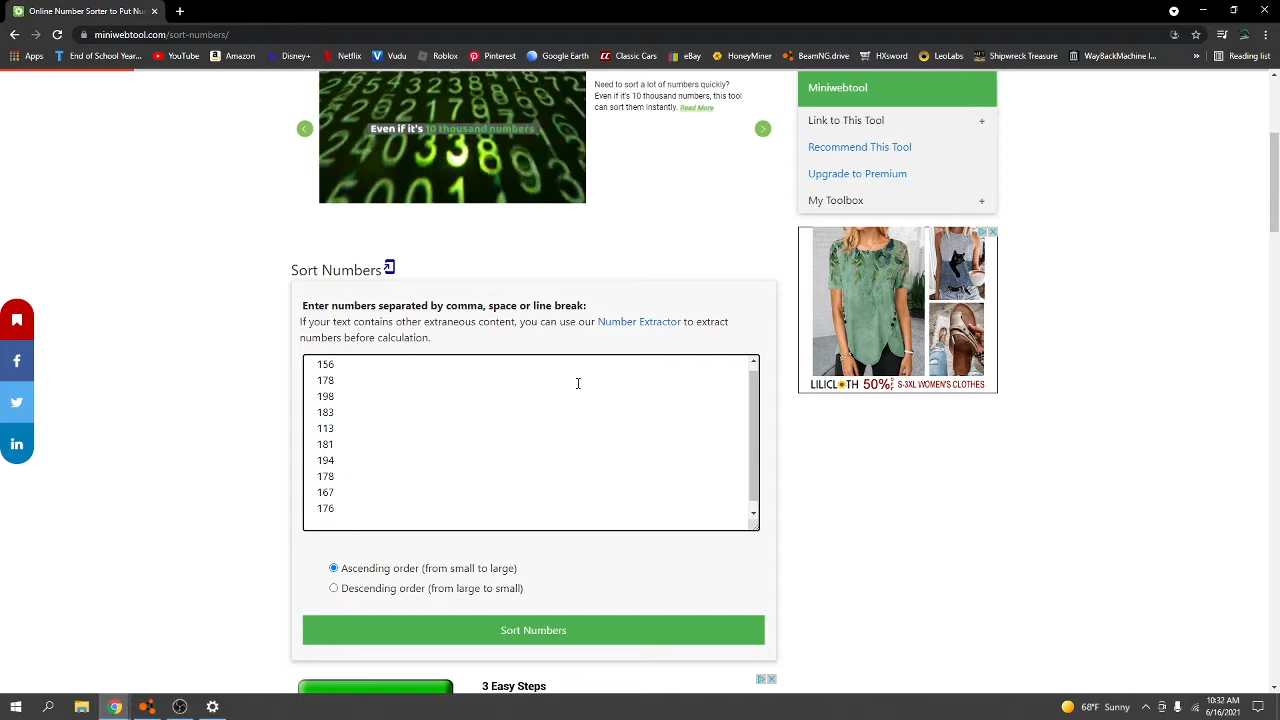 Online Tool to Put Nu
miniwebtool.com/sort-numbers/
Apps
End of School Year...
YouTube
Amazon
Disney+
Netflix
Vudu
Roblox
Pinterest
Google Earth
Classic Cars
eBay
HoneyMiner
BeamNG.drive
HXsword
LeoLabs
Shipwreck Treasure
WayBackMachine I...
Reading list
Even if it's 10 thousand numbers
Need to sort a lot of numbers quickly?
Even if it's 10 thousand numbers, this tool
can sort them instantly. Read More
Miniwebtool
Link to This Tool +
Recommend This Tool
Upgrade to Premium
My Toolbox +
Sort Numbers
Enter numbers separated by comma, space or line break:
If your text contains other extraneous content, you can use our Number Extractor to extract
numbers before calculation.
156
178
198
183
113
181
194
178
167
176
Ascending order (from small to large)
Descending order (from large to small)
Sort Numbers
LILICLOTH 50% OFF S-3XL WOMEN'S CLOTHES
3 Easy Steps
68°F Sunny
10:32 AM
6/16/2021